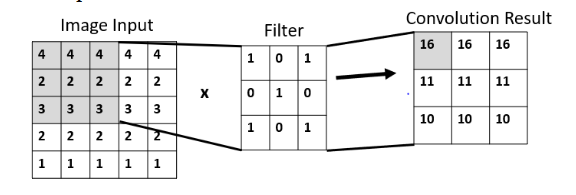 Image Input
Filter
Convolution Result
4 4 4 4 4
2 2 2 2 2
3 3 3 3 3
2 2 2 2 2
1 1 1 1 1
x
1 0 1
0 1 0
1 0 1
16 16 16
11 11 11
10 10 10